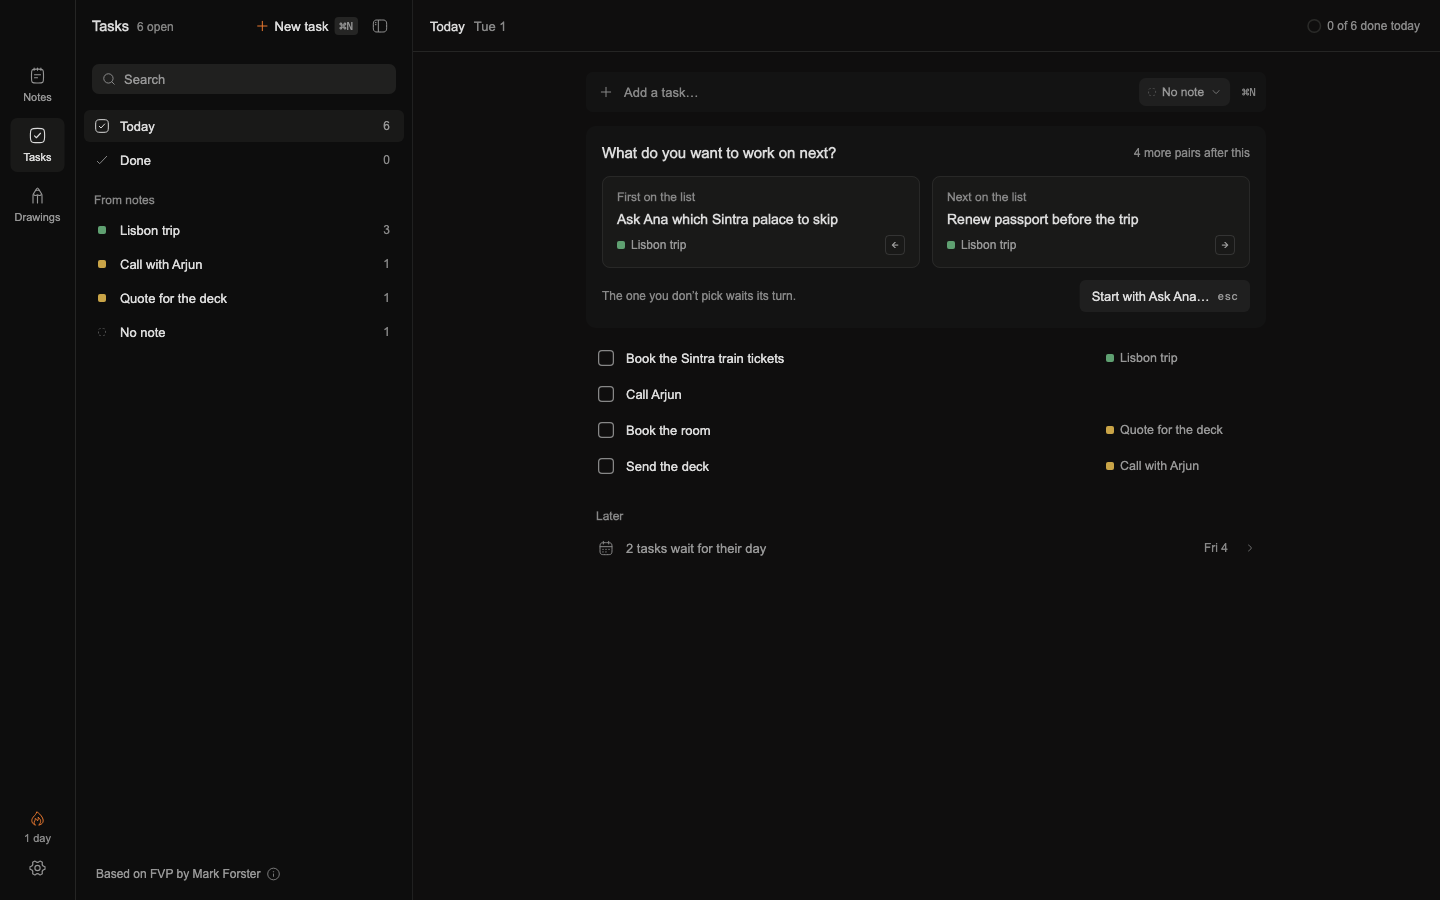 Notes
Tasks
Drawings
1 day
Tasks 6 open
New task ⌘N
Search
Today 6
Done 0
From notes
Lisbon trip 3
Call with Arjun 1
Quote for the deck 1
No note 1
Based on FVP by Mark Forster
Today Tue 1
0 of 6 done today
Add a task…
No note ⌘N
What do you want to work on next?
4 more pairs after this
First on the list
Ask Ana which Sintra palace to skip
Lisbon trip
Next on the list
Renew passport before the trip
Lisbon trip
The one you don’t pick waits its turn.
Start with Ask Ana… esc
Book the Sintra train tickets Lisbon trip
Call Arjun
Book the room Quote for the deck
Send the deck Call with Arjun
Later
2 tasks wait for their day Fri 4